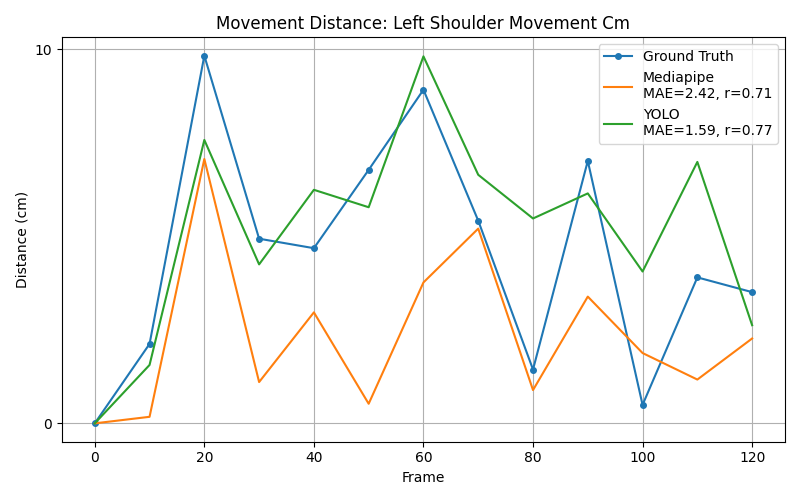 Movement Distance: Left Shoulder Movement Cm
Distance (cm)
10
0
Ground Truth
Mediapipe
MAE=2.42, r=0.71
YOLO
MAE=1.59, r=0.77
0 20 40 60 80 100 120
Frame